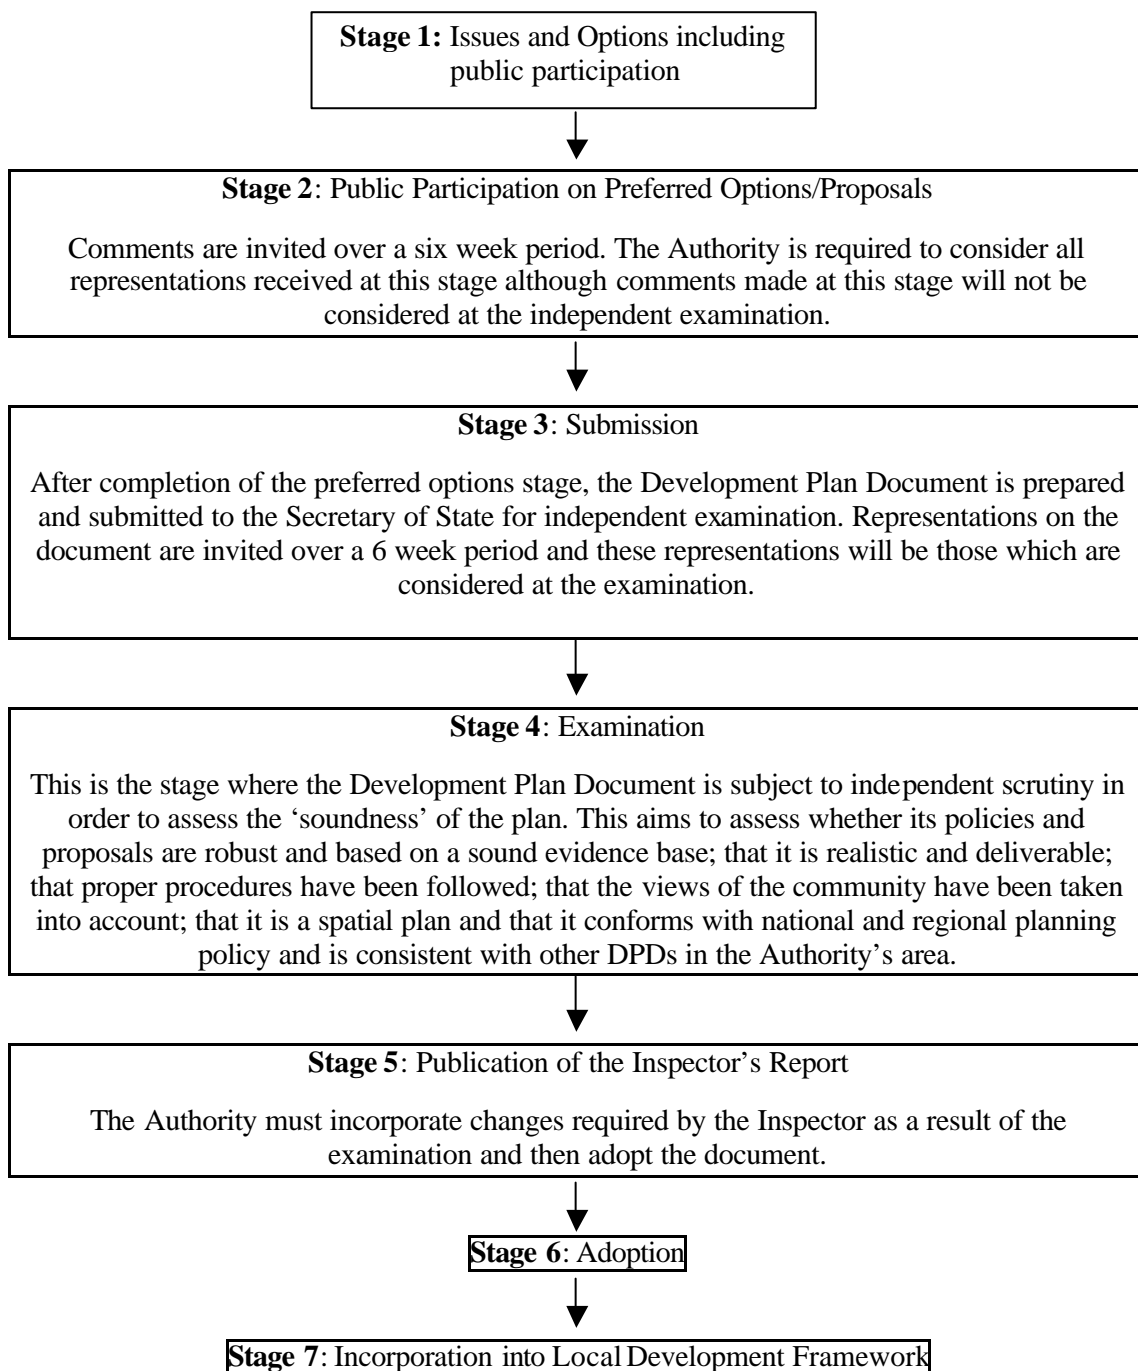 Stage 1: Issues and Options including
public participation
Stage 2: Public Participation on Preferred Options/Proposals
Comments are invited over a six week period. The Authority is required to consider all
representations received at this stage although comments made at this stage will not be
considered at the independent examination.
Stage 3: Submission
After completion of the preferred options stage, the Development Plan Document is prepared
and submitted to the Secretary of State for independent examination. Representations on the
document are invited over a 6 week period and these representations will be those which are
considered at the examination.
Stage 4: Examination
This is the stage where the Development Plan Document is subject to independent scrutiny in
order to assess the ‘soundness’ of the plan. This aims to assess whether its policies and
proposals are robust and based on a sound evidence base; that it is realistic and deliverable;
that proper procedures have been followed; that the views of the community have been taken
into account; that it is a spatial plan and that it conforms with national and regional planning
policy and is consistent with other DPDs in the Authority’s area.
Stage 5: Publication of the Inspector’s Report
The Authority must incorporate changes required by the Inspector as a result of the
examination and then adopt the document.
Stage 6: Adoption
Stage 7: Incorporation into Local Development Framework